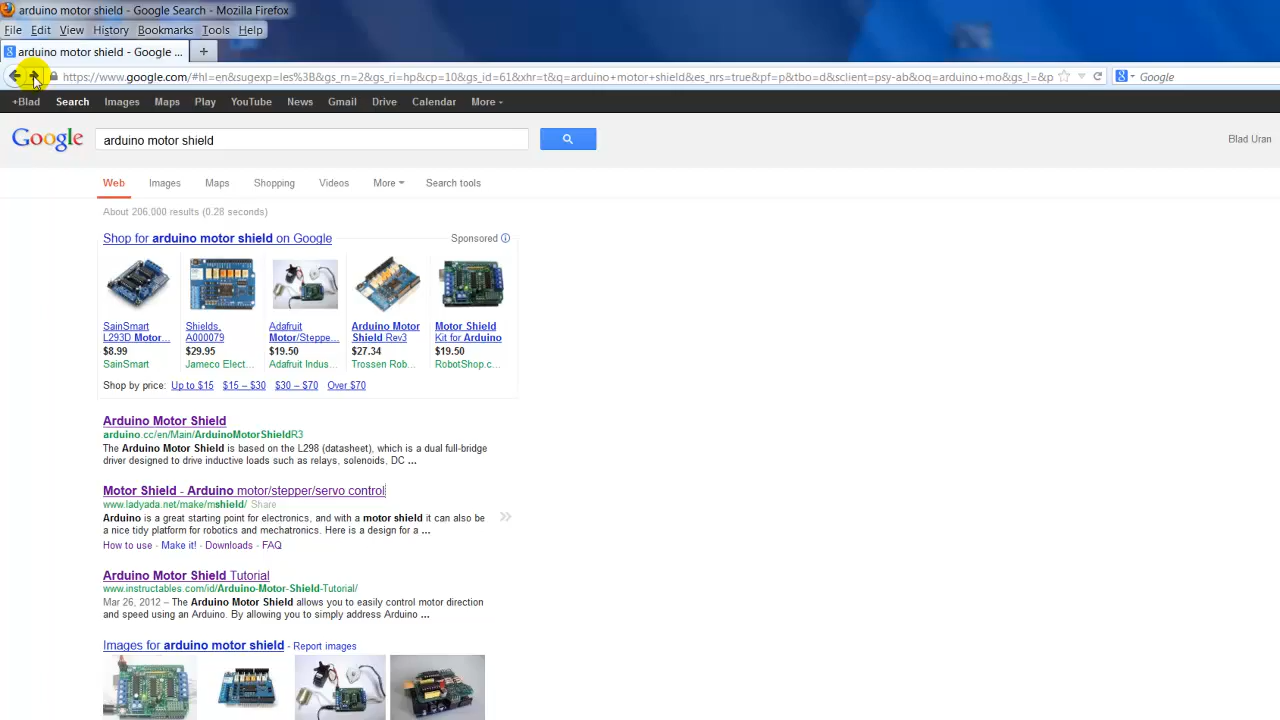 arduino motor shield - Google Search - Mozilla Firefox
File Edit View History Bookmarks Tools Help
arduino motor shield - Google ... +
https://www.google.com/#hl=en&sugexp=les%3B&gs_rn=2&gs_ri=hp&cp=10&gs_id=61&xhr=t&q=arduino+motor+shield&es_nrs=true&pf=p&tbo=d&sclient=psy-ab&oq=arduino+mo&gs_l=&p Google
+Blad Search Images Maps Play YouTube News Gmail Drive Calendar More
Google arduino motor shield
Blad Uran
Web Images Maps Shopping Videos More Search tools
About 206,000 results (0.28 seconds)
Shop for arduino motor shield on Google Sponsored
SainSmart L293D Motor... $8.99 SainSmart
Shields, A000079 $29.95 Jameco Elect...
Adafruit Motor/Steppe... $19.50 Adafruit Indus...
Arduino Motor Shield Rev3 $27.34 Trossen Rob...
Motor Shield Kit for Arduino $19.50 RobotShop.c...
Shop by price: Up to $15 $15 – $30 $30 – $70 Over $70
Arduino Motor Shield
arduino.cc/en/Main/ArduinoMotorShieldR3
The Arduino Motor Shield is based on the L298 (datasheet), which is a dual full-bridge
driver designed to drive inductive loads such as relays, solenoids, DC ...
Motor Shield - Arduino motor/stepper/servo control
www.ladyada.net/make/mshield/ Share
Arduino is a great starting point for electronics, and with a motor shield it can also be
a nice tidy platform for robotics and mechatronics. Here is a design for a ...
How to use - Make it! - Downloads - FAQ
Arduino Motor Shield Tutorial
www.instructables.com/id/Arduino-Motor-Shield-Tutorial/
Mar 26, 2012 – The Arduino Motor Shield allows you to easily control motor direction
and speed using an Arduino. By allowing you to simply address Arduino ...
Images for arduino motor shield - Report images